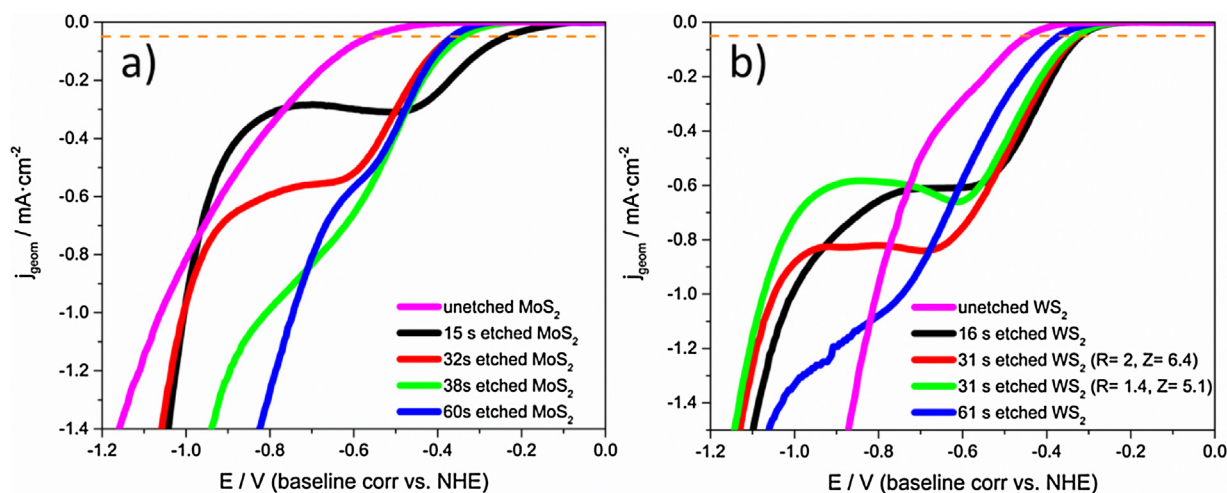 a)
0.0
-0.2
-0.4
-0.6
-0.8
-1.0
-1.2
-1.4
j_geom / mA·cm⁻²
unetched MoS₂
15 s etched MoS₂
32s etched MoS₂
38s etched MoS₂
60s etched MoS₂
-1.2 -1.0 -0.8 -0.6 -0.4 -0.2 0.0
E / V (baseline corr vs. NHE)
b)
0.0
-0.2
-0.4
-0.6
-0.8
-1.0
-1.2
-1.4
j_geom / mA·cm⁻²
unetched WS₂
16 s etched WS₂
31 s etched WS₂ (R= 2, Z= 6.4)
31 s etched WS₂ (R= 1.4, Z= 5.1)
61 s etched WS₂
-1.2 -1.0 -0.8 -0.6 -0.4 -0.2 0.0
E / V (baseline corr vs. NHE)